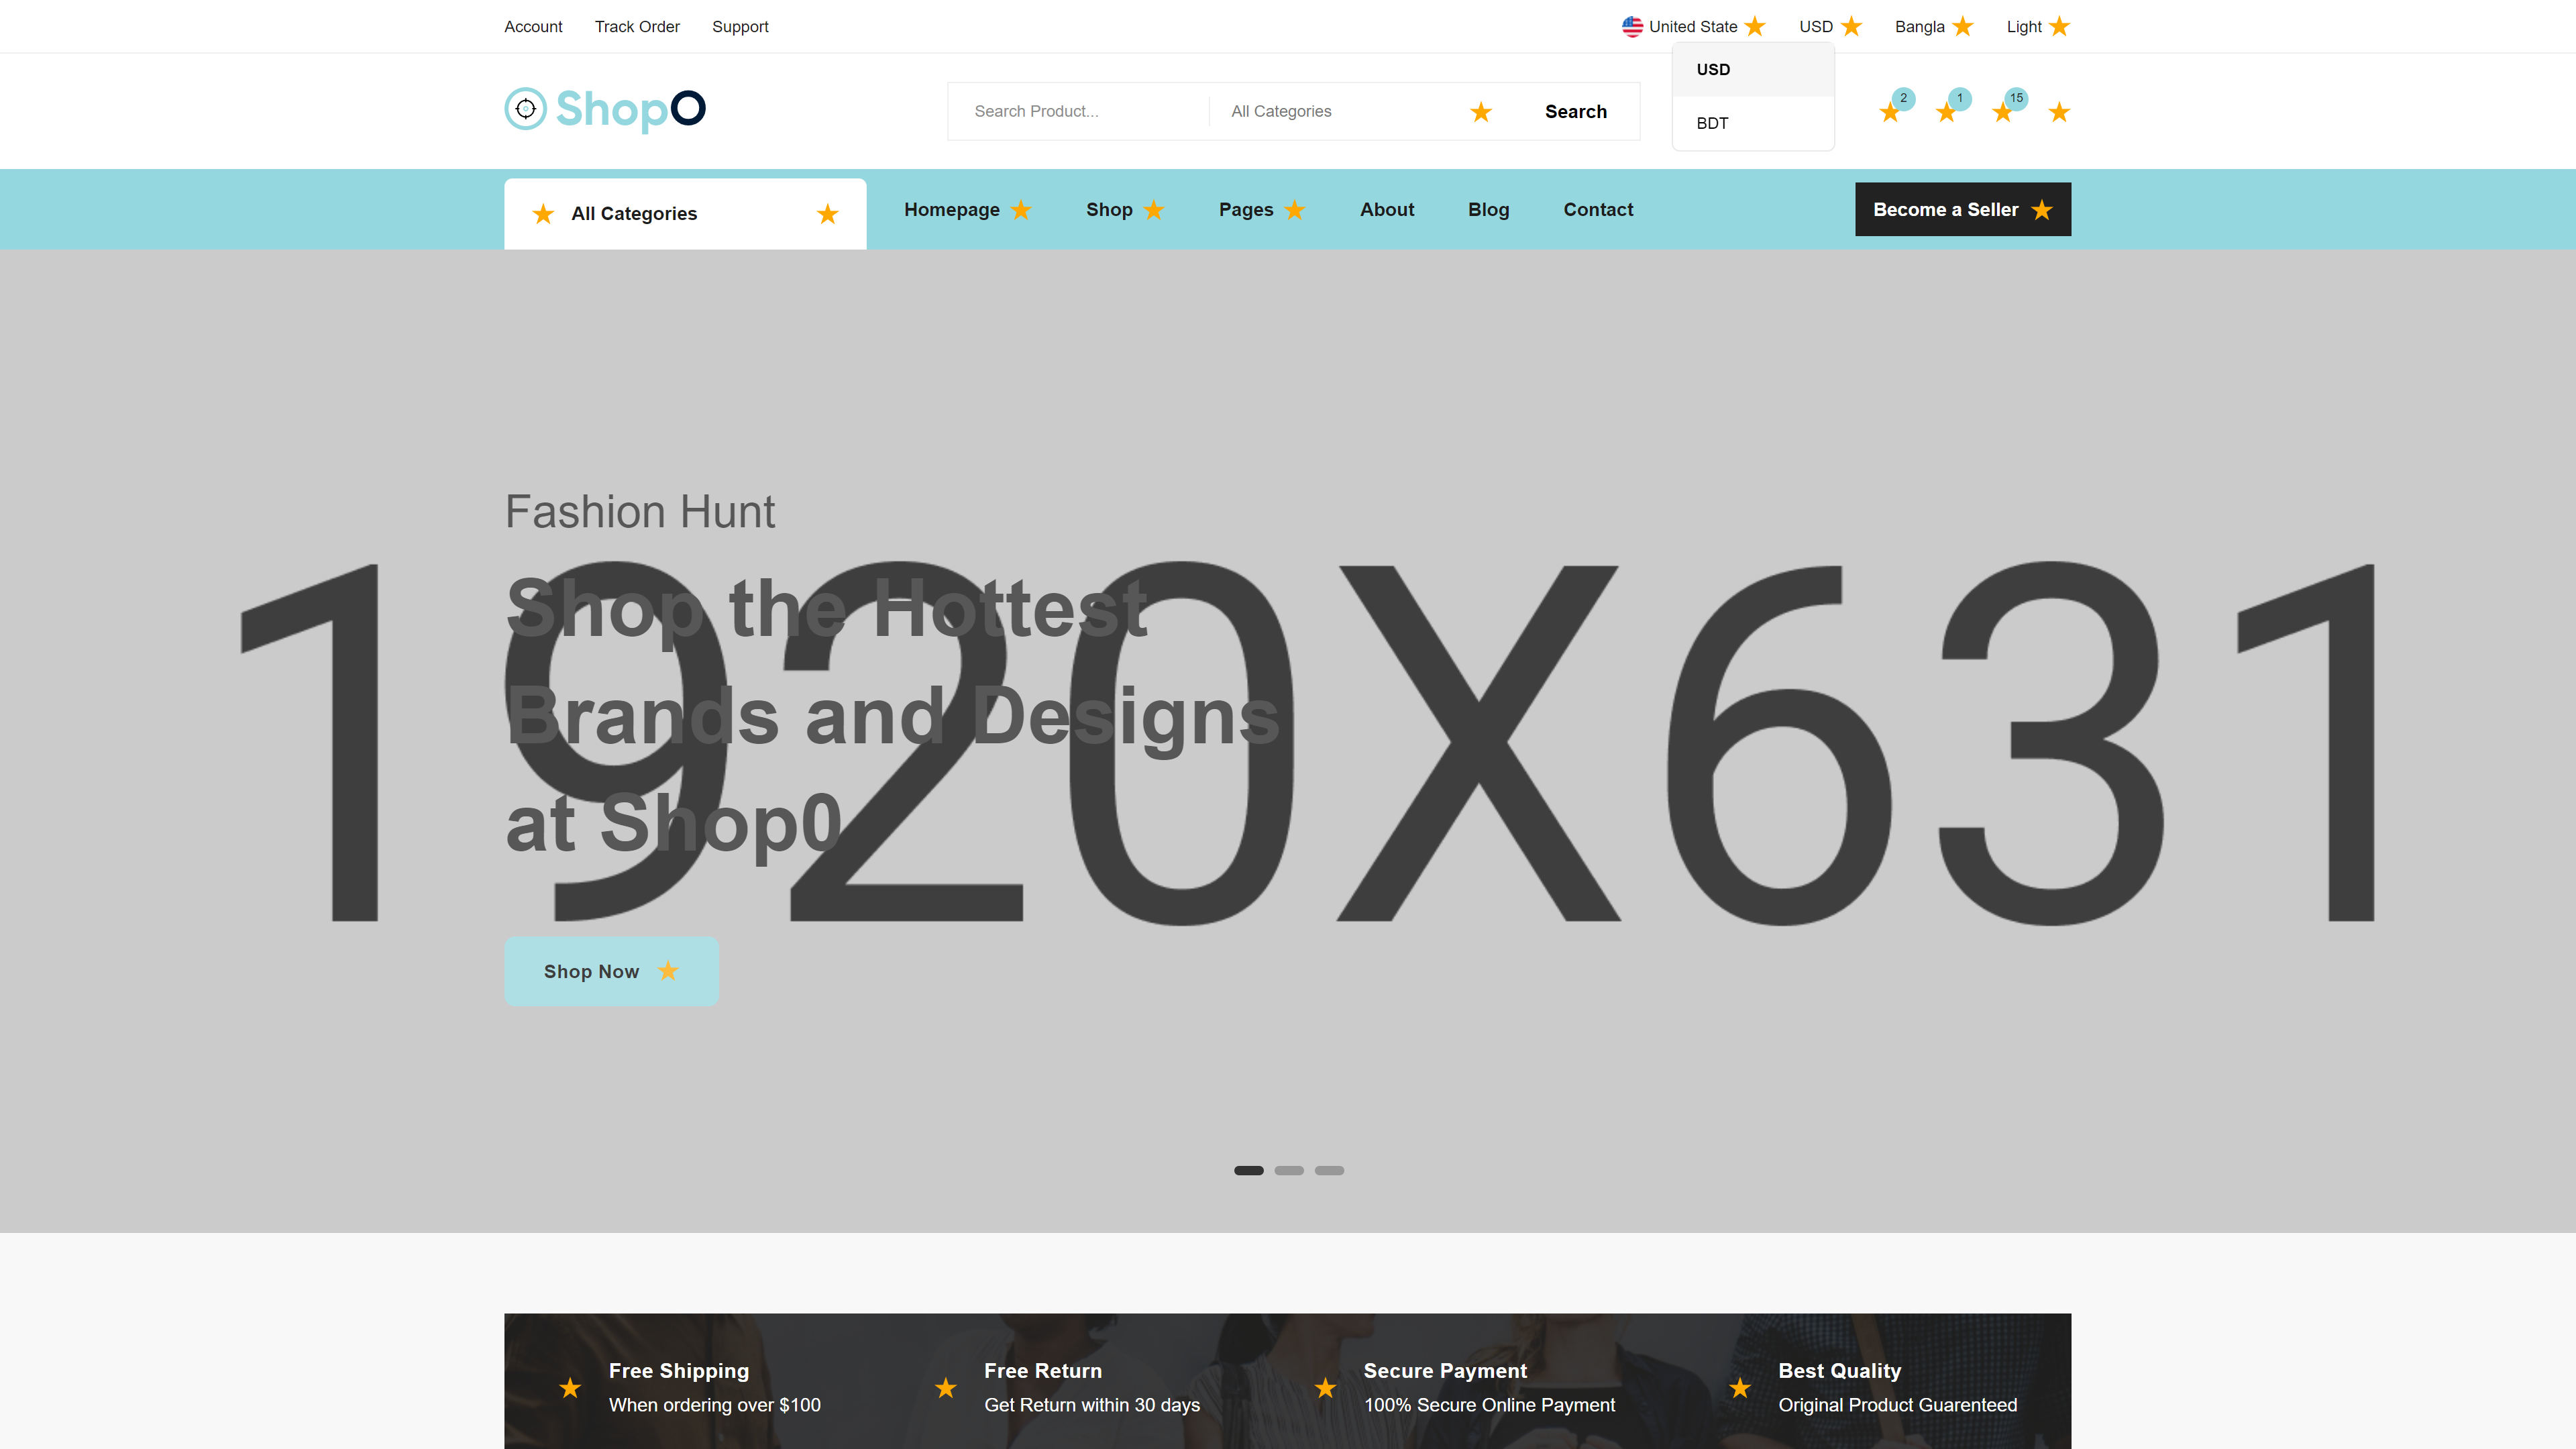 Account Track Order Support United State USD Bangla Light
USD
BDT
ShopO
Search Product... All Categories Search
2 1 15
All Categories Homepage Shop Pages About Blog Contact Become a Seller
1920X631
Fashion Hunt
Shop the Hottest
Brands and Designs
at Shop0
Shop Now
Free Shipping
When ordering over $100
Free Return
Get Return within 30 days
Secure Payment
100% Secure Online Payment
Best Quality
Original Product Guarenteed